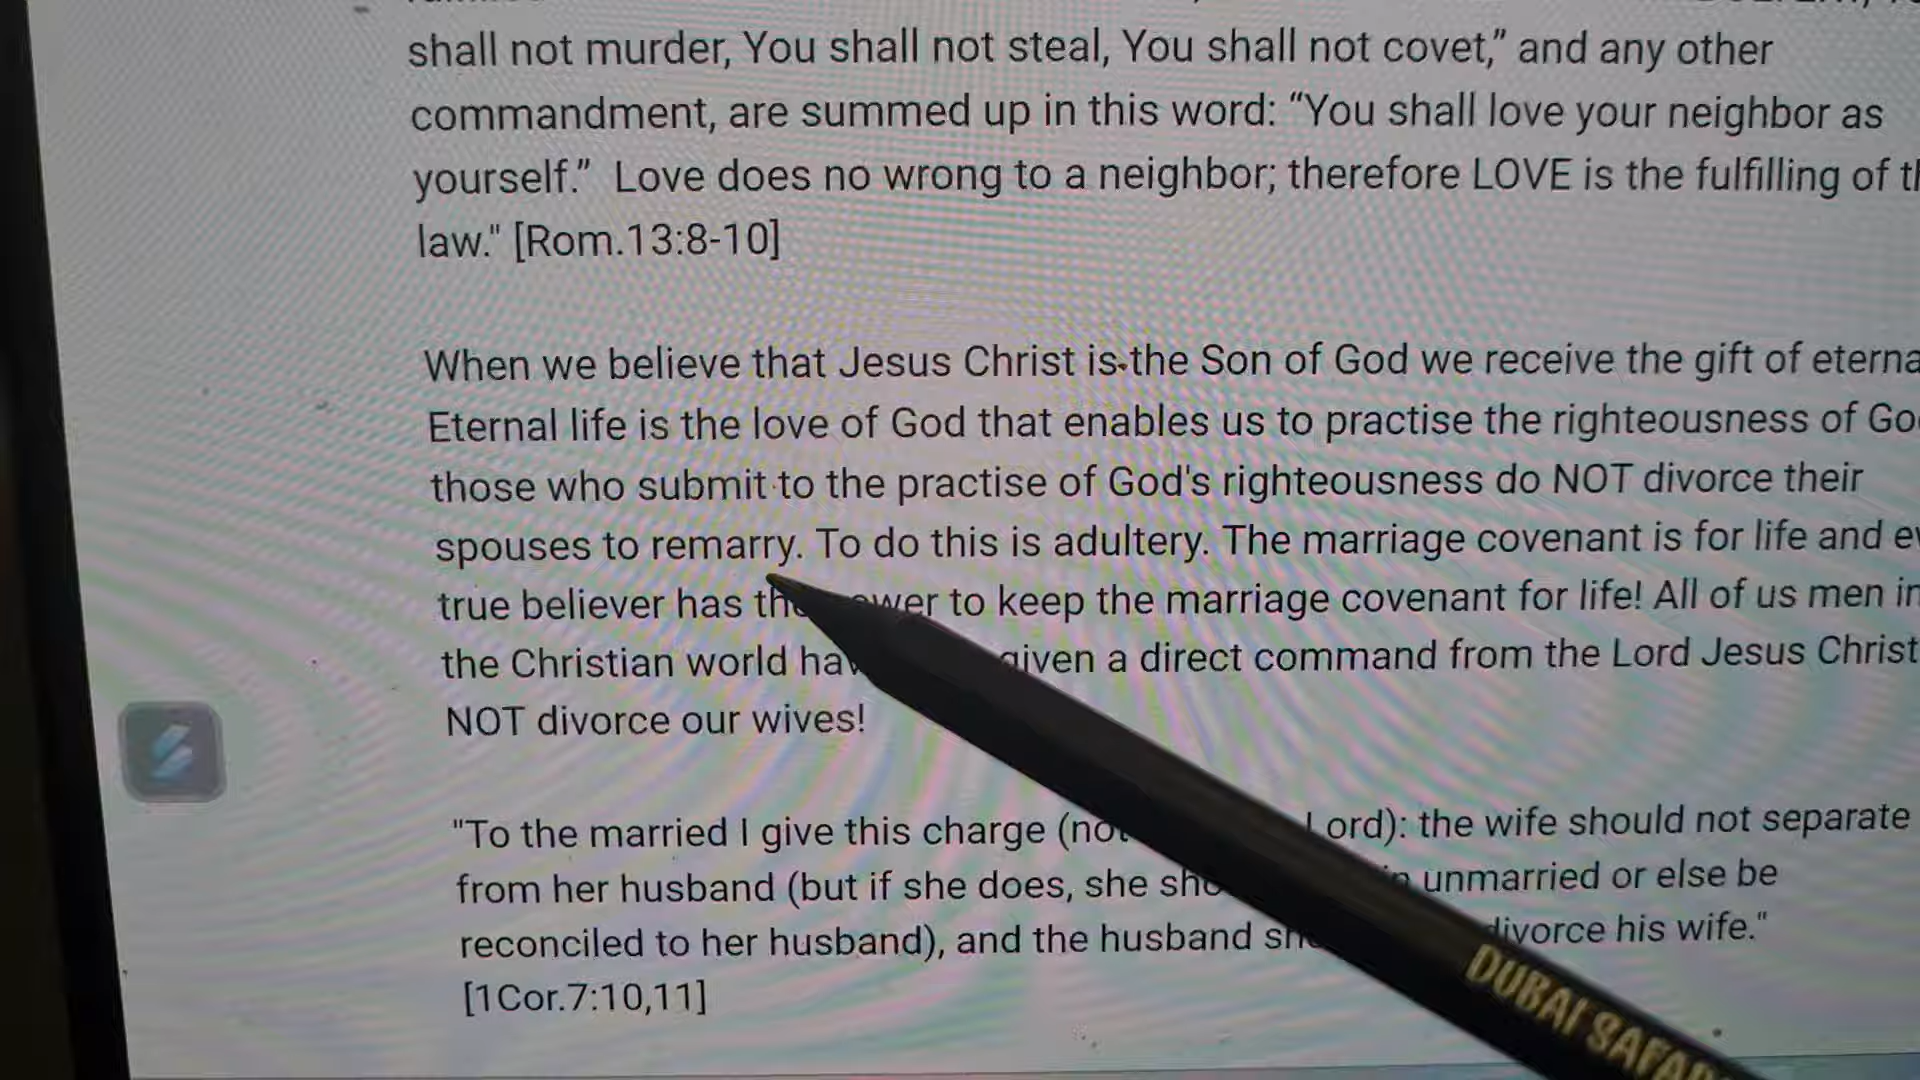 shall not murder, You shall not steal, You shall not covet,” and any other
commandment, are summed up in this word: “You shall love your neighbor as
yourself.” Love does no wrong to a neighbor; therefore LOVE is the fulfilling of
law." [Rom.13:8-10]
When we believe that Jesus Christ is the Son of God we receive the gift of
Eternal life is the love of God that enables us to practise the righteousness of
those who submit to the practise of God's righteousness do NOT divorce their
spouses to remarry. To do this is adultery. The marriage covenant is for life and
true believer has to keep the marriage covenant for life! All of us men in
the Christian world given a direct command from the Lord Jesus Christ
NOT divorce our wives!
"To the married I give this charge (not Lord): the wife should not separate
from her husband (but if she does, she unmarried or else be
reconciled to her husband), and the husband divorce his wife."
[1Cor.7:10,11]
DUBAI SAFARI